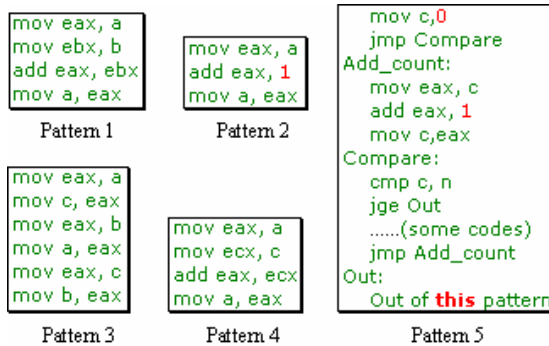 mov eax, a
mov ebx, b
add eax, ebx
mov a, eax
Pattern 1
mov eax, a
add eax, 1
mov a, eax
Pattern 2
mov eax, a
mov c, eax
mov eax, b
mov a, eax
mov eax, c
mov b, eax
Pattern 3
mov eax, a
mov ecx, c
add eax, ecx
mov a, eax
Pattern 4
mov c,0
jmp Compare
Add_count:
mov eax, c
add eax, 1
mov c,eax
Compare:
cmp c, n
jge Out
......(some codes)
jmp Add_count
Out:
Out of this pattern
Pattern 5